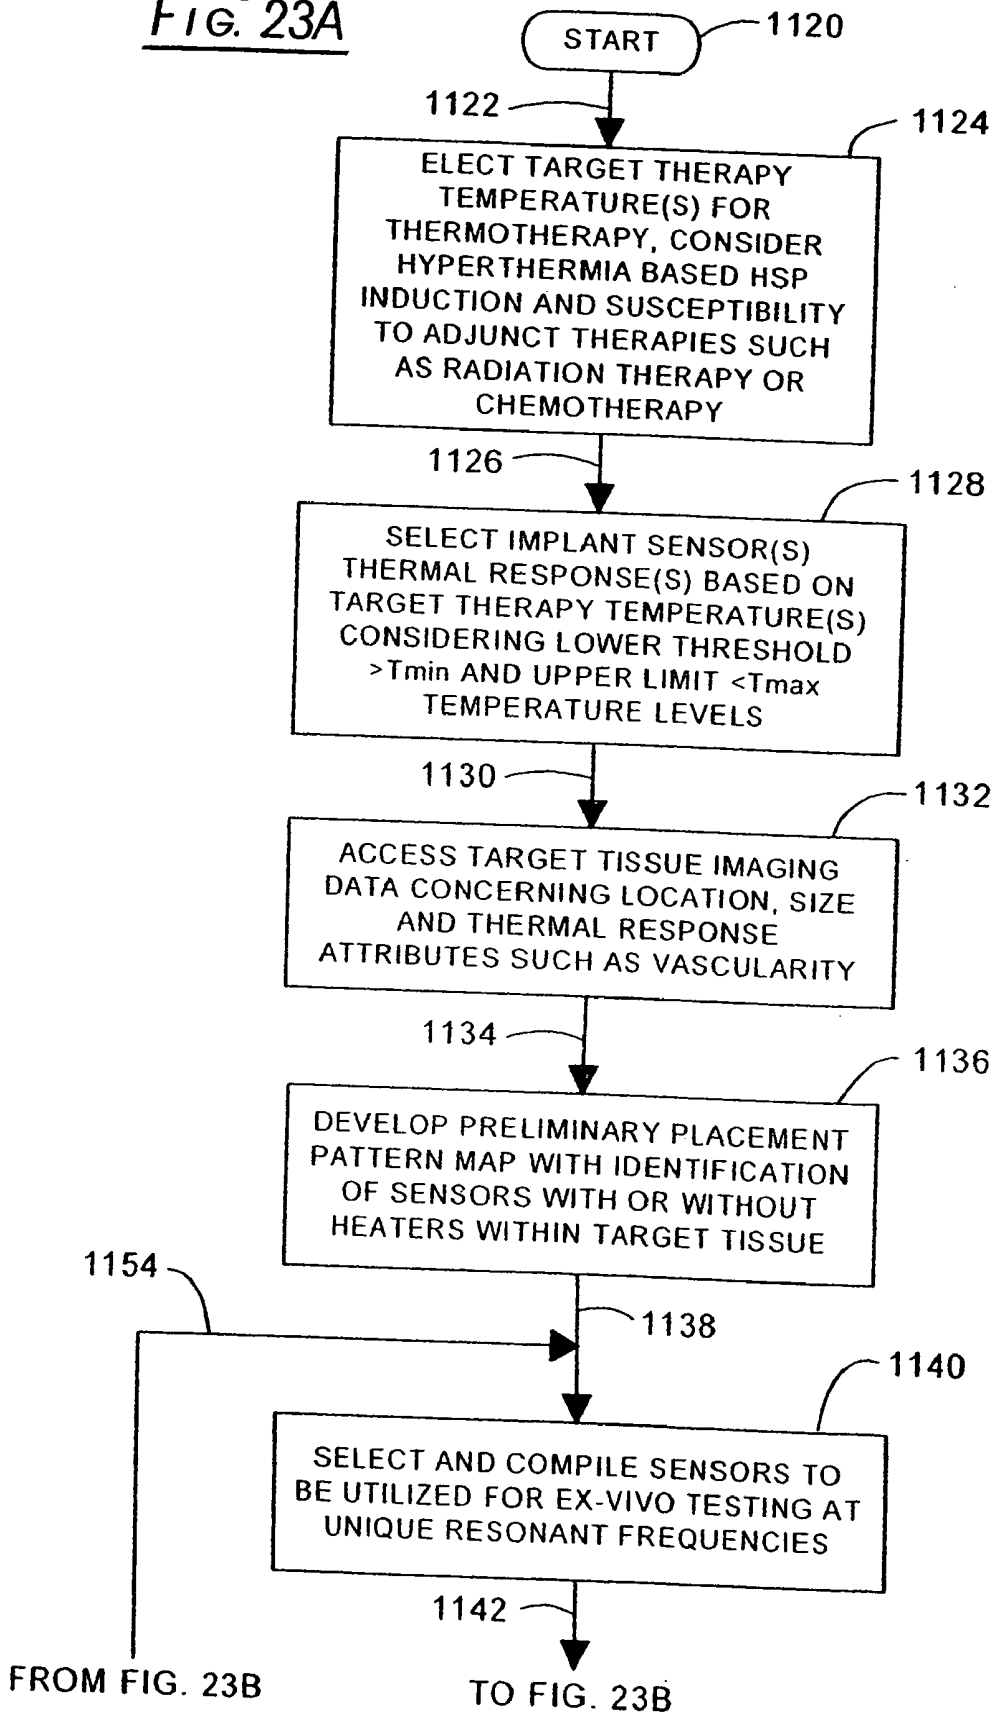 FIG. 23A
START
1120
1122
1124
ELECT TARGET THERAPY
TEMPERATURE(S) FOR
THERMOTHERAPY, CONSIDER
HYPERTHERMIA BASED HSP
INDUCTION AND SUSCEPTIBILITY
TO ADJUNCT THERAPIES SUCH
AS RADIATION THERAPY OR
CHEMOTHERAPY
1126
1128
SELECT IMPLANT SENSOR(S)
THERMAL RESPONSE(S) BASED ON
TARGET THERAPY TEMPERATURE(S)
CONSIDERING LOWER THRESHOLD
>Tmin AND UPPER LIMIT <Tmax
TEMPERATURE LEVELS
1130
1132
ACCESS TARGET TISSUE IMAGING
DATA CONCERNING LOCATION, SIZE
AND THERMAL RESPONSE
ATTRIBUTES SUCH AS VASCULARITY
1134
1136
DEVELOP PRELIMINARY PLACEMENT
PATTERN MAP WITH IDENTIFICATION
OF SENSORS WITH OR WITHOUT
HEATERS WITHIN TARGET TISSUE
1154
1138
1140
SELECT AND COMPILE SENSORS TO
BE UTILIZED FOR EX-VIVO TESTING AT
UNIQUE RESONANT FREQUENCIES
1142
FROM FIG. 23B
TO FIG. 23B